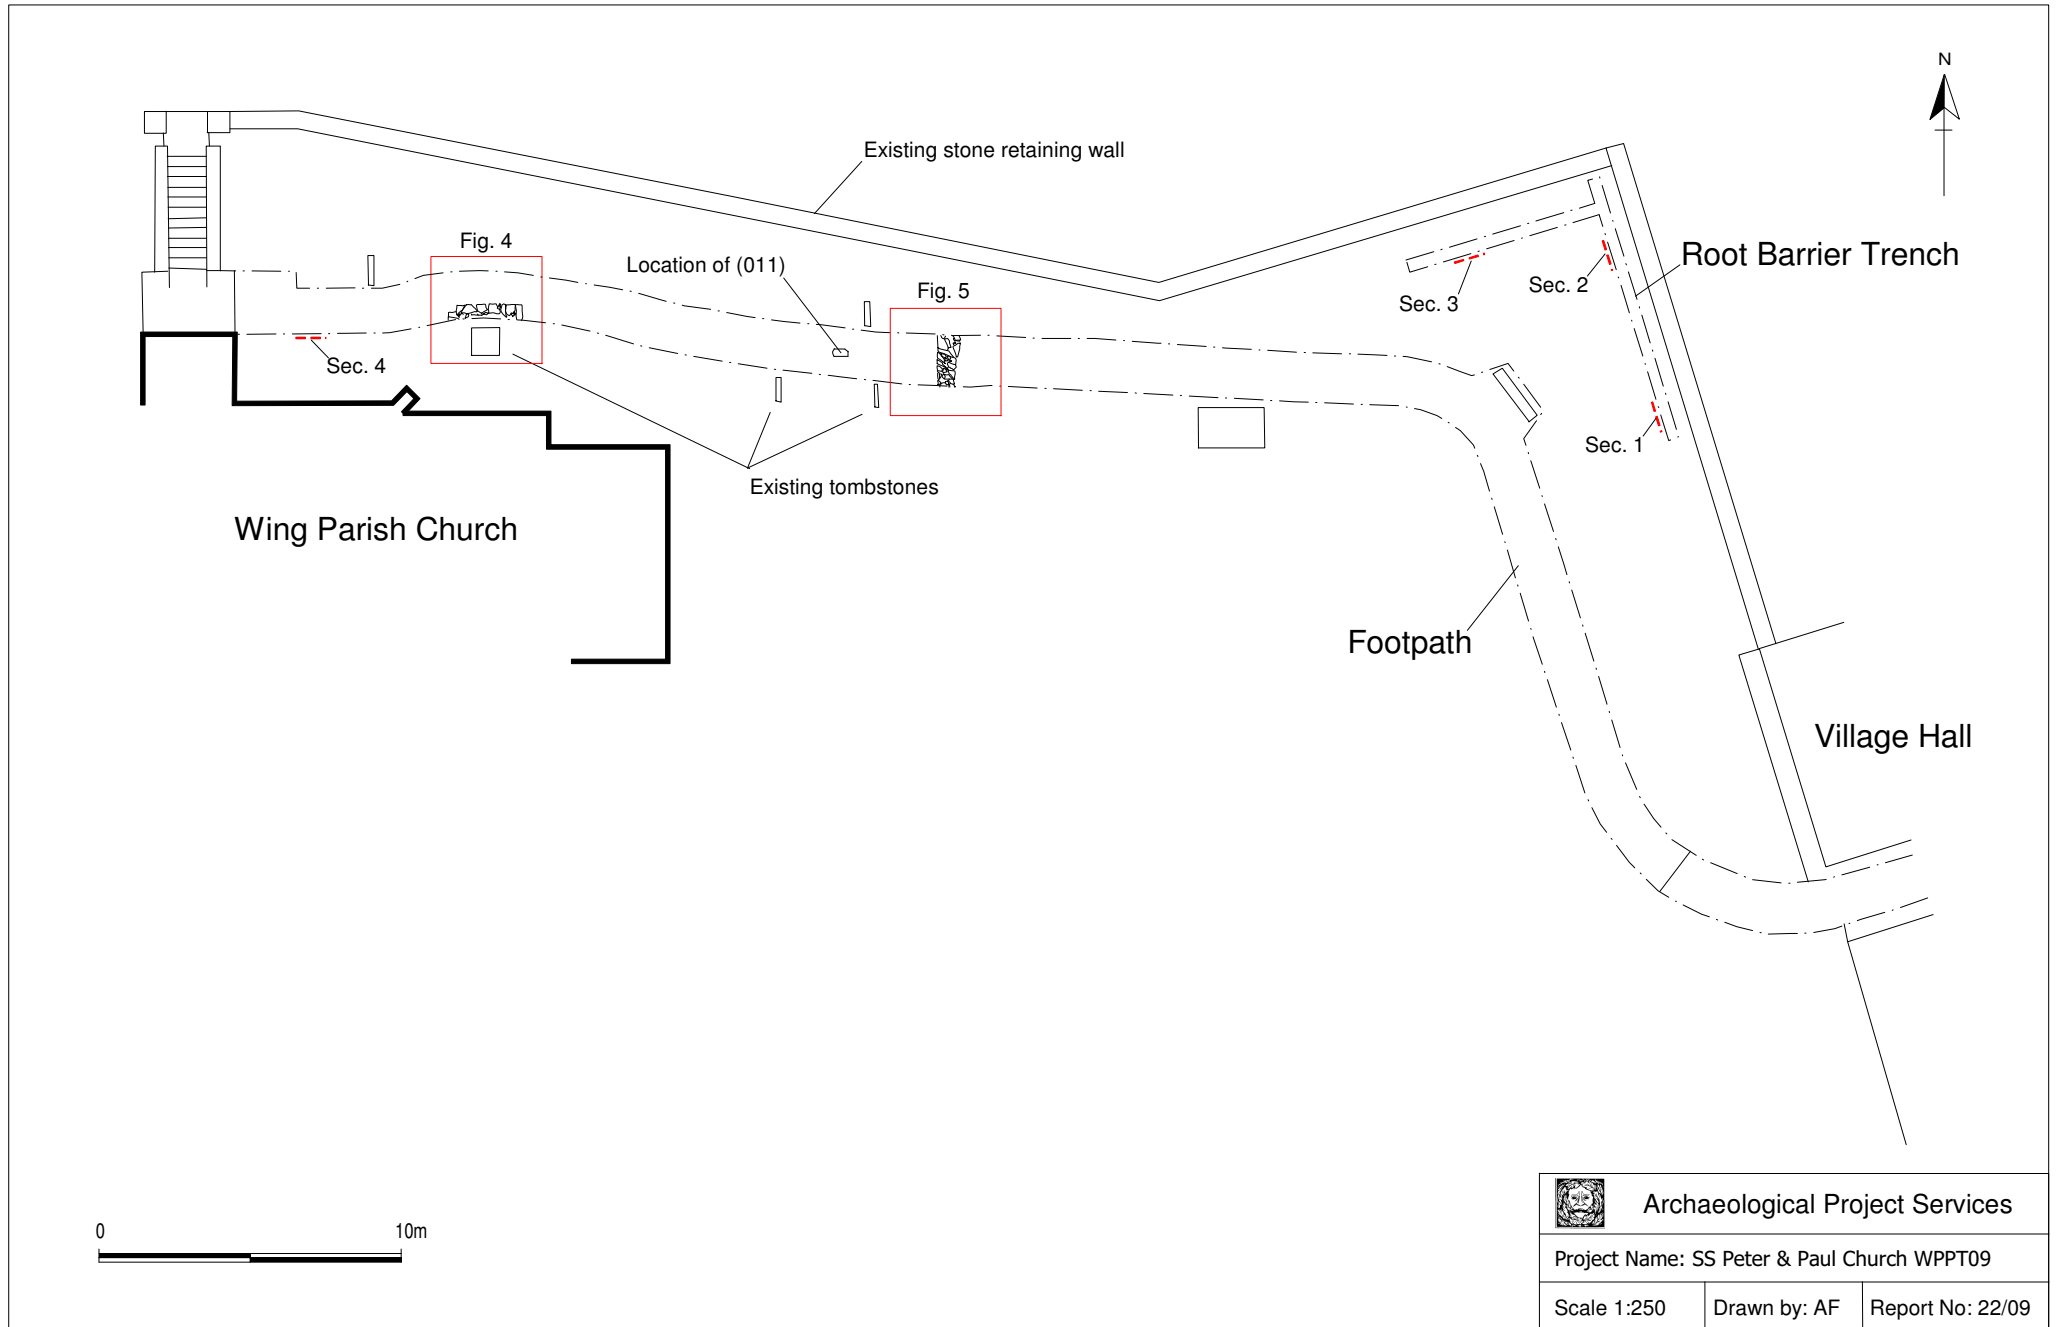 N
Existing stone retaining wall
Fig. 4
Location of (011)
Root Barrier Trench
Sec. 2
Fig. 5
Sec. 3
Sec. 4
Sec. 1
Existing tombstones
Wing Parish Church
Footpath
Village Hall
0 10m
Archaeological Project Services
Project Name: SS Peter & Paul Church WPPT09
Scale 1:250 Drawn by: AF Report No: 22/09